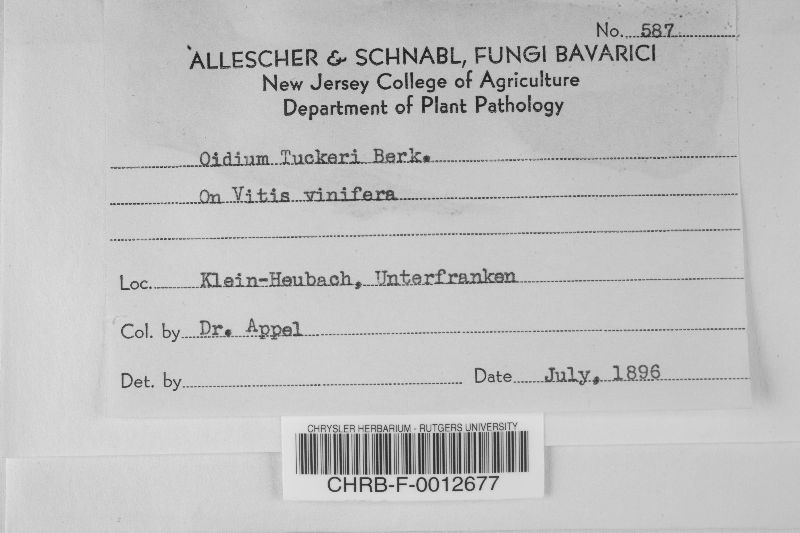 No. 587
ALLESCHER & SCHNABL, FUNGI BAVARICI
New Jersey College of Agriculture
Department of Plant Pathology
Oidium Tuckeri Berk.
On Vitis vinifera
Loc. Klein-Heubach, Unterfranken
Col. by Dr. Appel
Det. by
Date July, 1896
CHRYSLER HERBARIUM - RUTGERS UNIVERSITY
CHRB-F-0012677